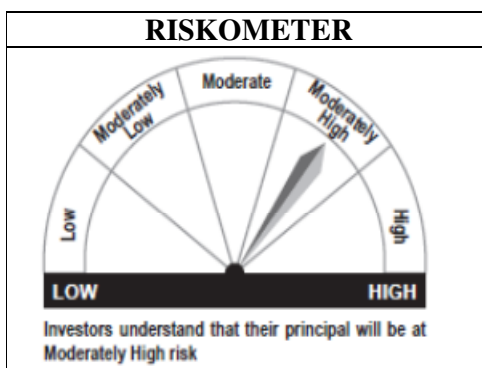 RISKOMETER
Moderate
Moderately
Low
Moderately
High
Low
High
LOW HIGH
Investors understand that their principal will be at
Moderately High risk